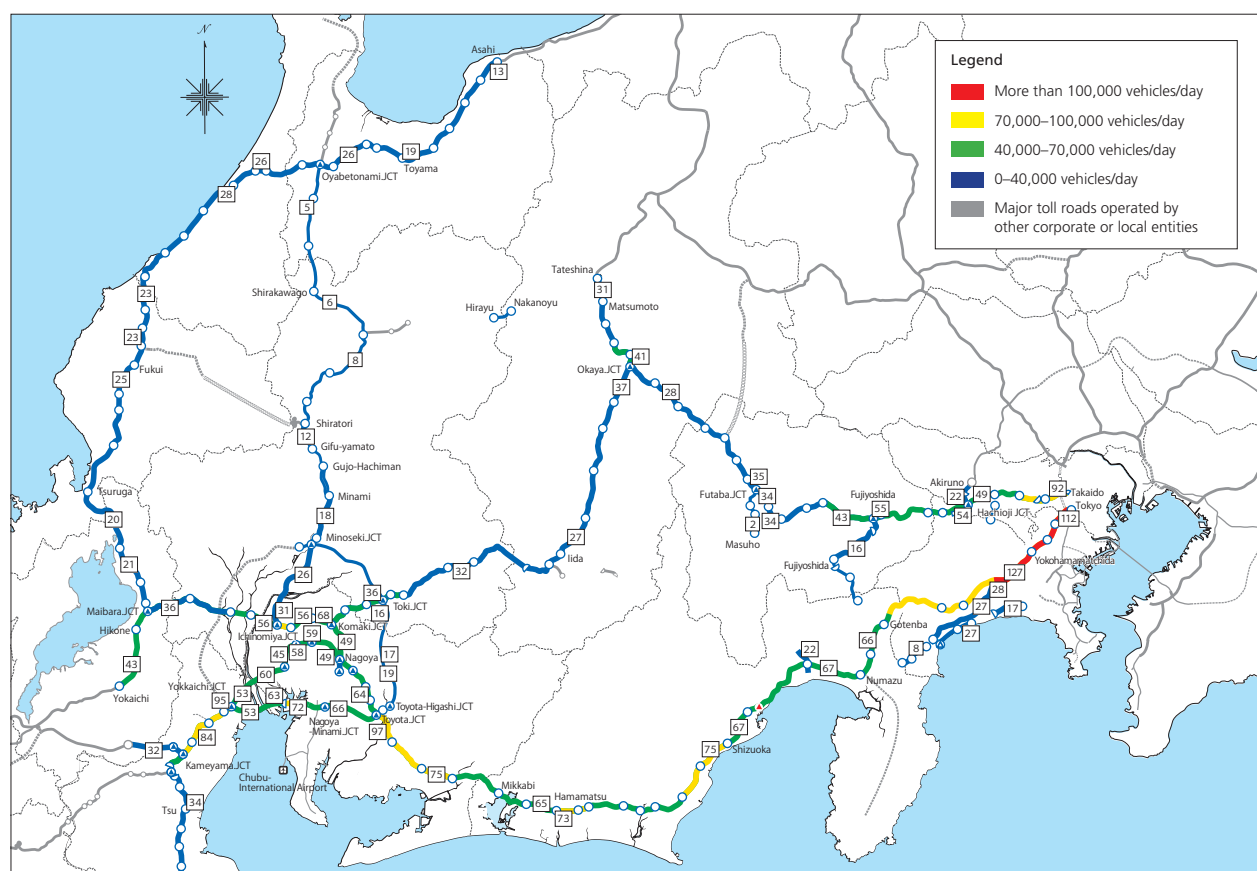 N
Legend
More than 100,000 vehicles/day
70,000–100,000 vehicles/day
40,000–70,000 vehicles/day
0–40,000 vehicles/day
Major toll roads operated by
other corporate or local entities
Asahi
13
26
26
19
Toyama
Oyabetonami.JCT
28
5
Tateshina
31
Matsumoto
Shirakawago
6
Hirayu
Nakanoyu
23
23
Fukui
8
41
Okaya.JCT
37
28
25
Shiratori
12
Gifu-yamato
Gujo-Hachiman
Minami
18
Minoseki.JCT
Tsuruga
20
21
26
35
Futaba.JCT
34
34
2
Masuho
43
Fujiyoshida
55
16
Fujiyoshida
Akiruno
22
49
54
Hachioji JCT
92
Takaido
Tokyo
112
Yokohamamachida
127
28
27
17
27
8
27
Iida
32
36
Toki.JCT
16
Maibara.JCT
36
Hikone
43
Yokaichi
31
56
56
68
Ichinomiya.JCT
Komaki.JCT
59
49
58
45
49
Nagoya
60
17
19
Yokkaichi.JCT
53
95
53
63
72
66
64
Nagoya
-Minami.JCT
Toyota-Higashi.JCT
Toyota.JCT
97
84
32
Kameyama.JCT
Chubu-
International Airport
Tsu
34
75
Mikkabi
65
Hamamatsu
73
75
Shizuoka
67
22
67
Numazu
66
Gotenba